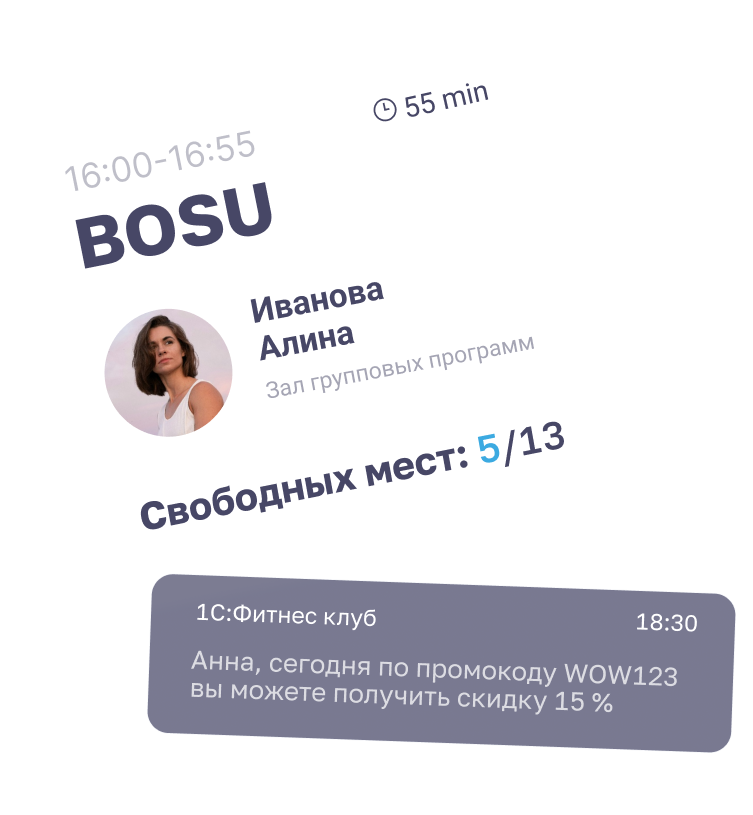 55 min
16:00-16:55
BOSU
Иванова
Алина
Зал групповых программ
Свободных мест: 5/13
1С:Фитнес клуб 18:30
Анна, сегодня по промокоду WOW123
вы можете получить скидку 15 %